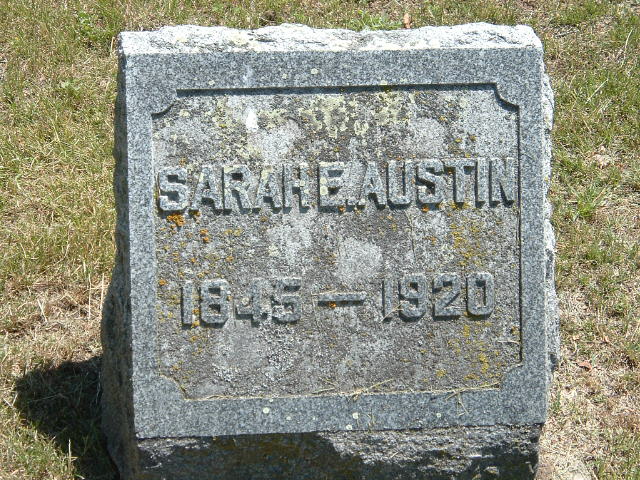 SARAH E. AUSTIN
1845 — 1920